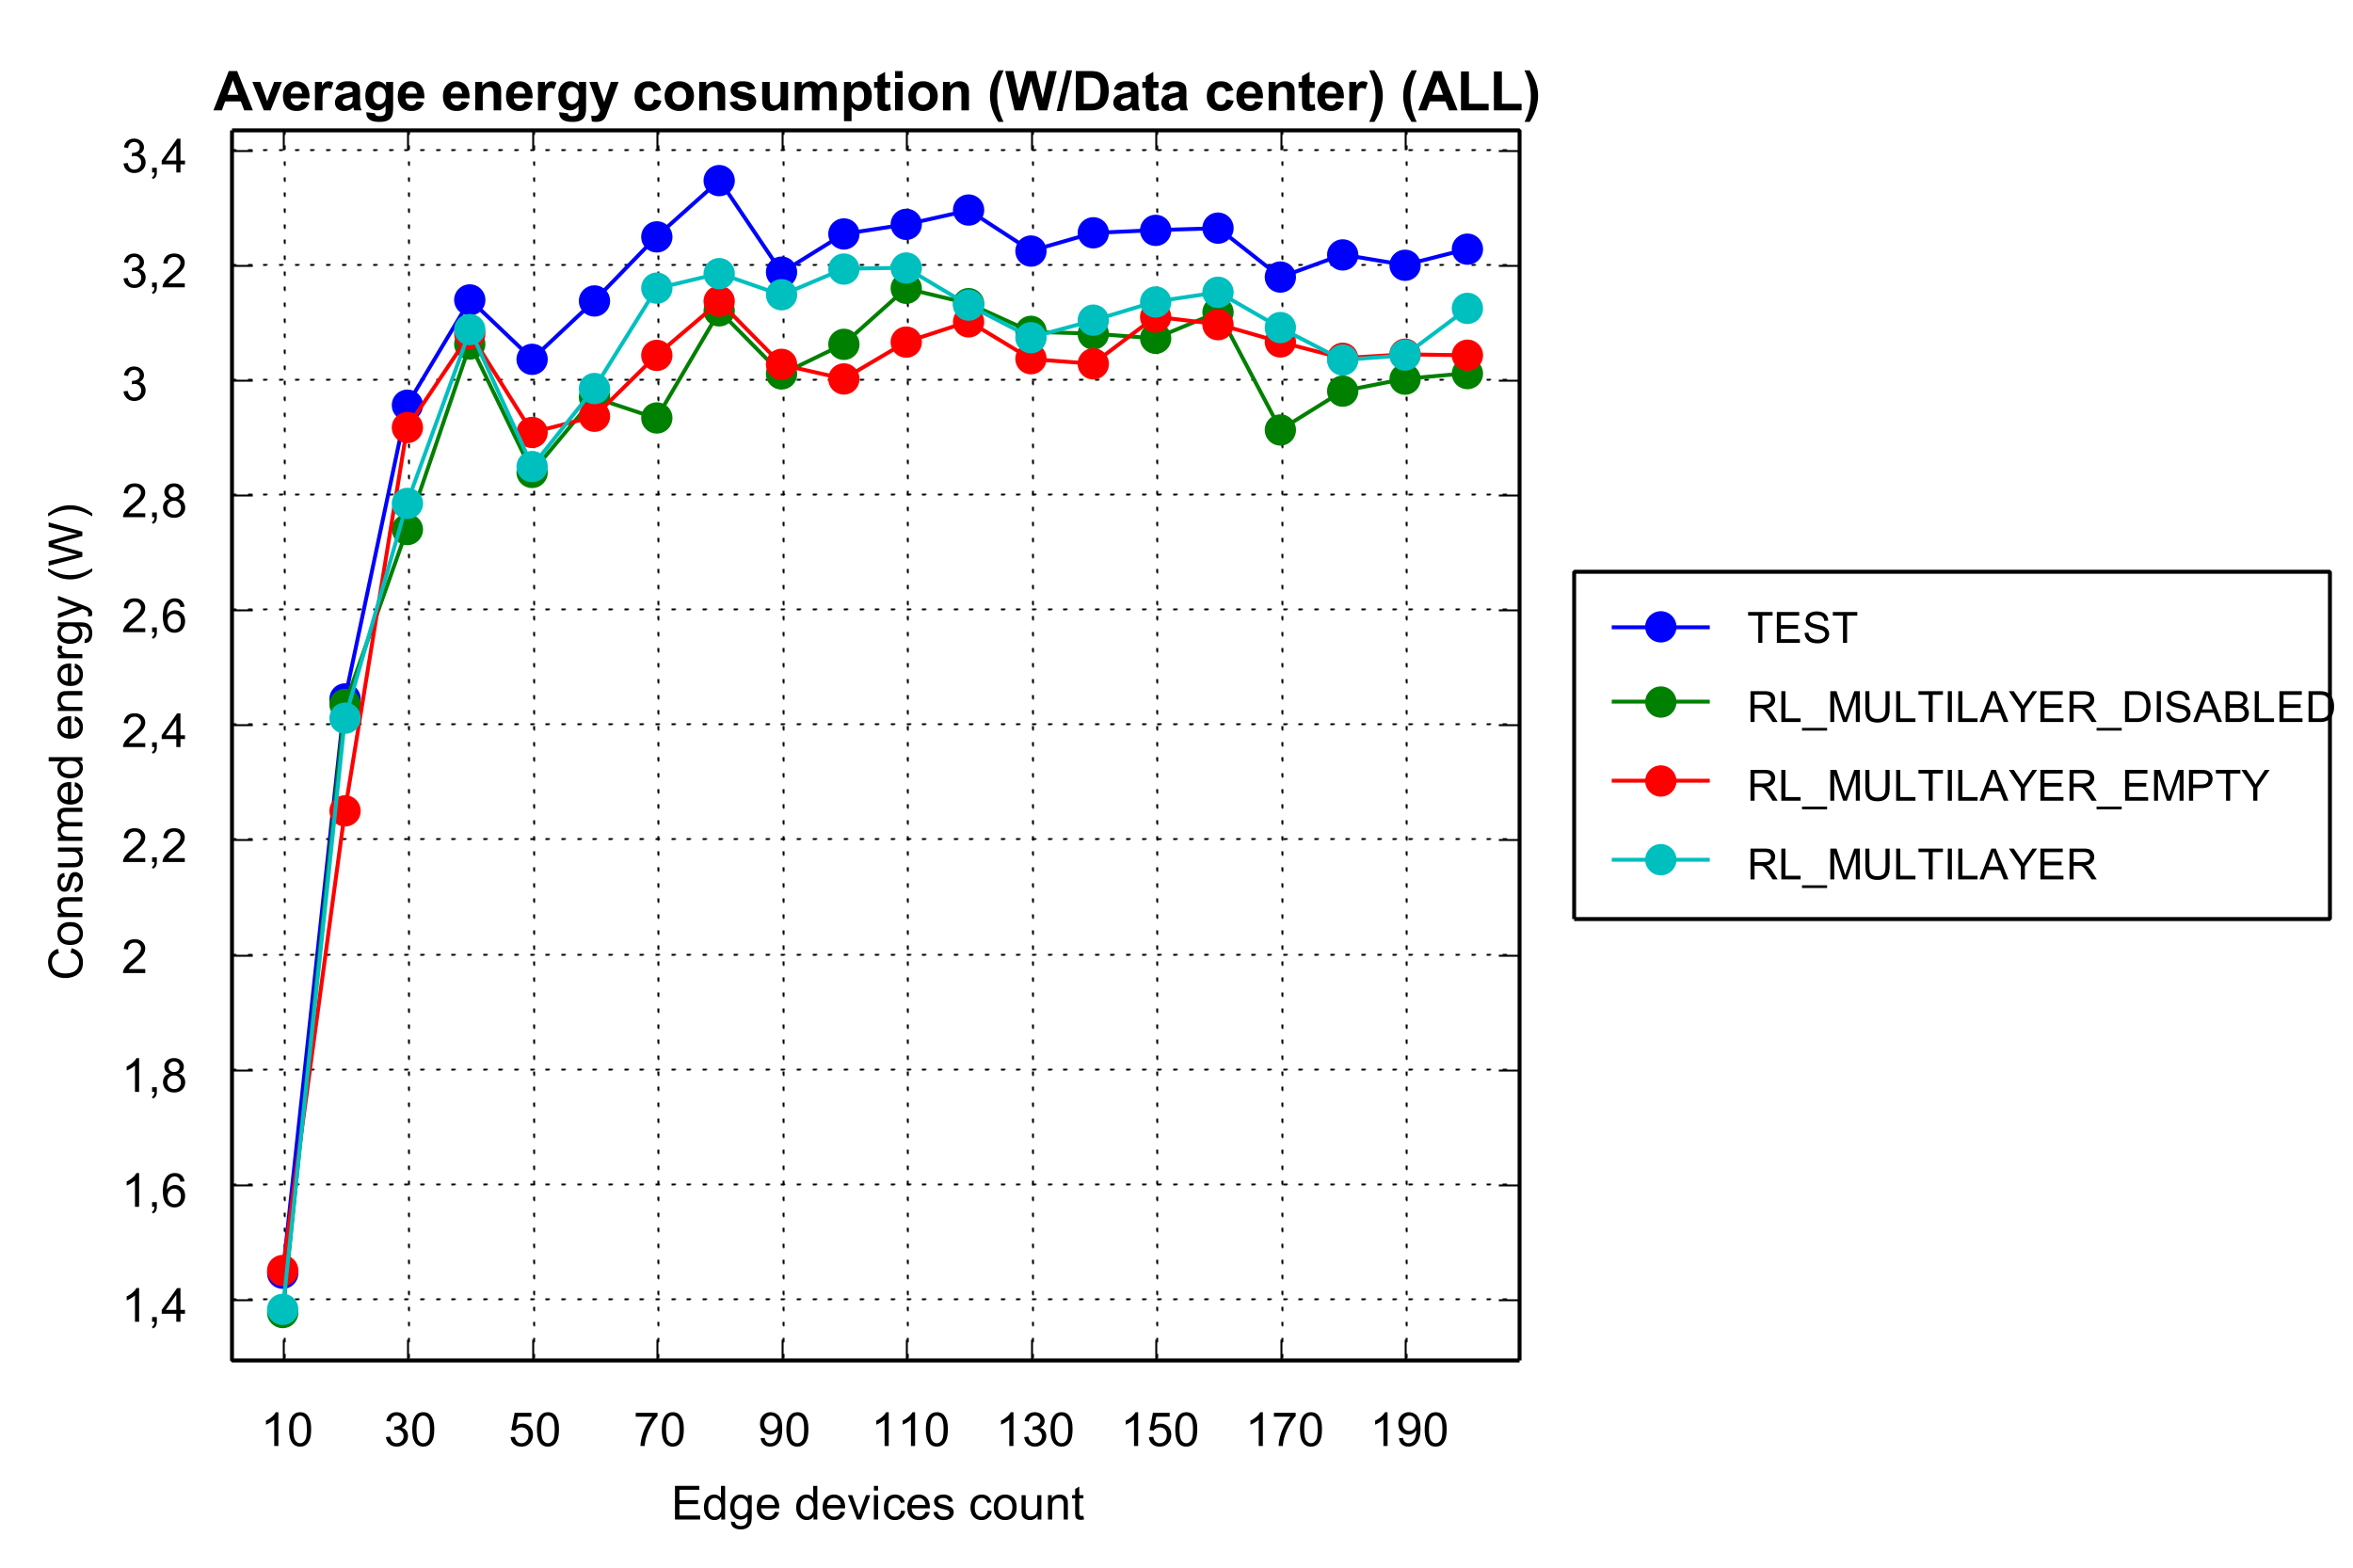 Average energy consumption (W/Data center) (ALL)
3,4
3,2
3
2,8
2,6
2,4
2,2
2
1,8
1,6
1,4
Consumed energy (W)
10 30 50 70 90 110 130 150 170 190
Edge devices count
TEST
RL_MULTILAYER_DISABLED
RL_MULTILAYER_EMPTY
RL_MULTILAYER